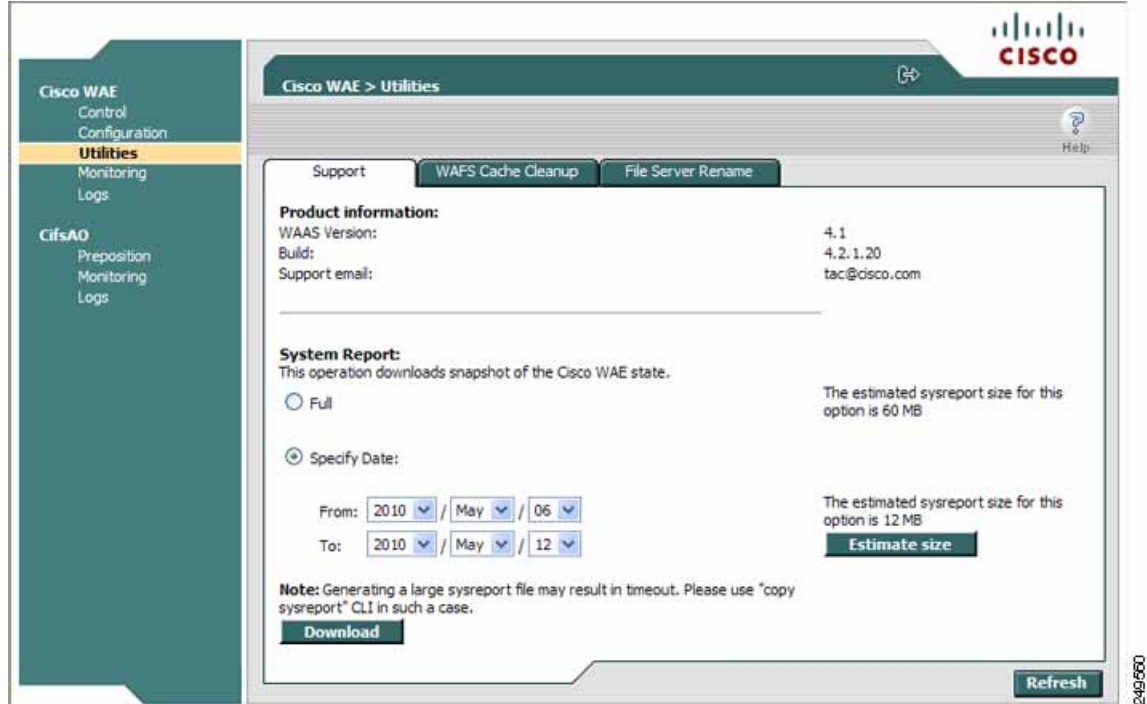 CISCO
Cisco WAE
Control
Configuration
Utilities
Monitoring
Logs
CifsAO
Preposition
Monitoring
Logs
Cisco WAE > Utilities
Help
Support
WAFS Cache Cleanup
File Server Rename
Product information:
WAAS Version: 4.1
Build: 4.2.1.20
Support email: tac@cisco.com
System Report:
This operation downloads snapshot of the Cisco WAE state.
Full
The estimated sysreport size for this
option is 60 MB
Specify Date:
From: 2010 / May / 06
To: 2010 / May / 12
The estimated sysreport size for this
option is 12 MB
Estimate size
Note: Generating a large sysreport file may result in timeout. Please use "copy
sysreport" CLI in such a case.
Download
Refresh
249560